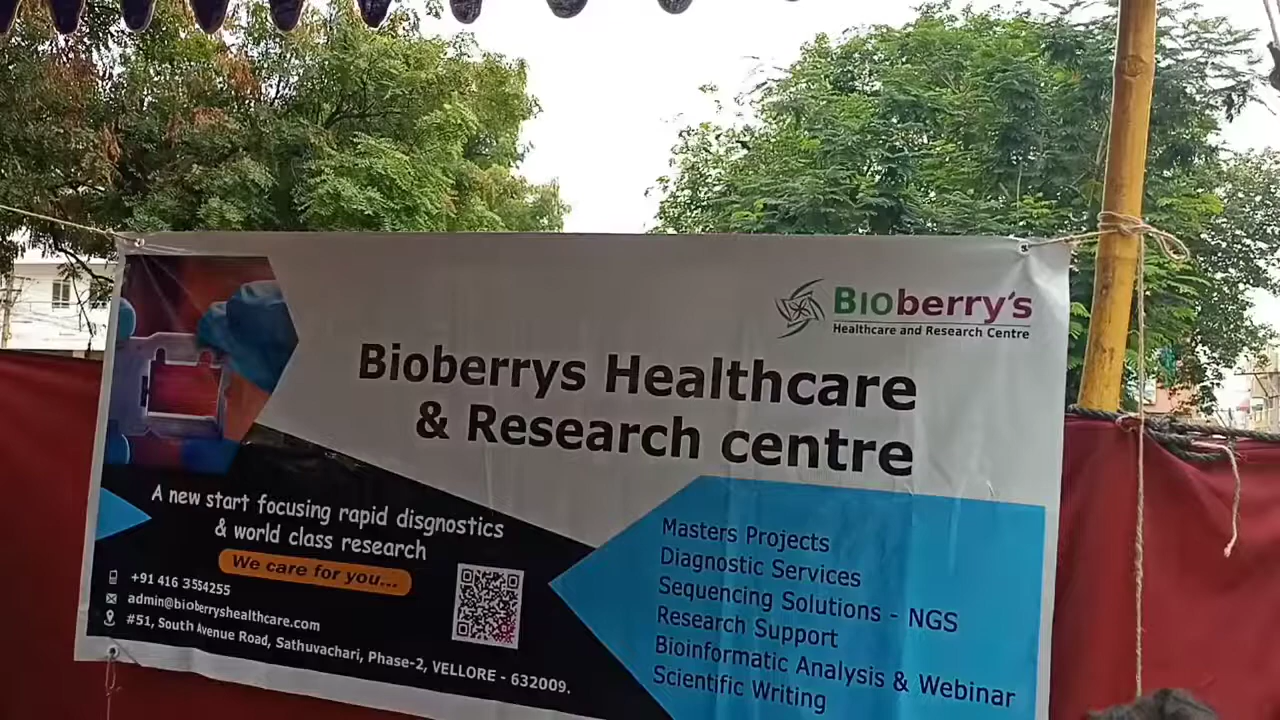 Bioberry's
Healthcare and Research Centre
Bioberrys Healthcare
& Research centre
A new start focusing rapid disgnostics
& world class research
We care for you...
+91 416 3554255
admin@bioberryshealthcare.com
#51, South Avenue Road, Sathuvachari, Phase-2, VELLORE - 632009.
Masters Projects
Diagnostic Services
Sequencing Solutions - NGS
Research Support
Bioinformatic Analysis & Webinar
Scientific Writing